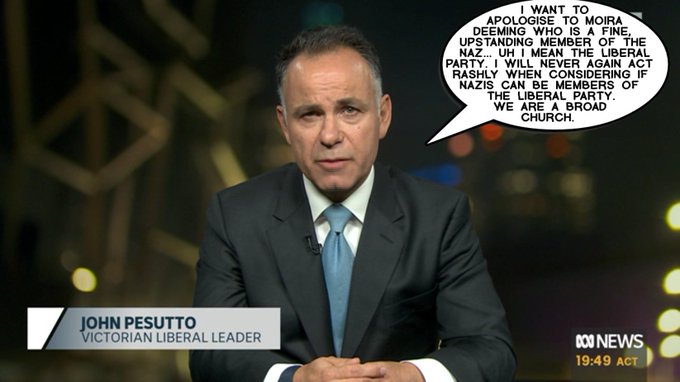 I WANT TO
APOLOGISE TO MOIRA
DEEMING WHO IS A FINE,
UPSTANDING MEMBER OF THE
NAZ... UH I MEAN THE LIBERAL
PARTY. I WILL NEVER AGAIN ACT
RASHLY WHEN CONSIDERING IF
NAZIS CAN BE MEMBERS OF
THE LIBERAL PARTY.
WE ARE A BROAD
CHURCH.
JOHN PESUTTO
VICTORIAN LIBERAL LEADER
ABC NEWS
19:49 ACT